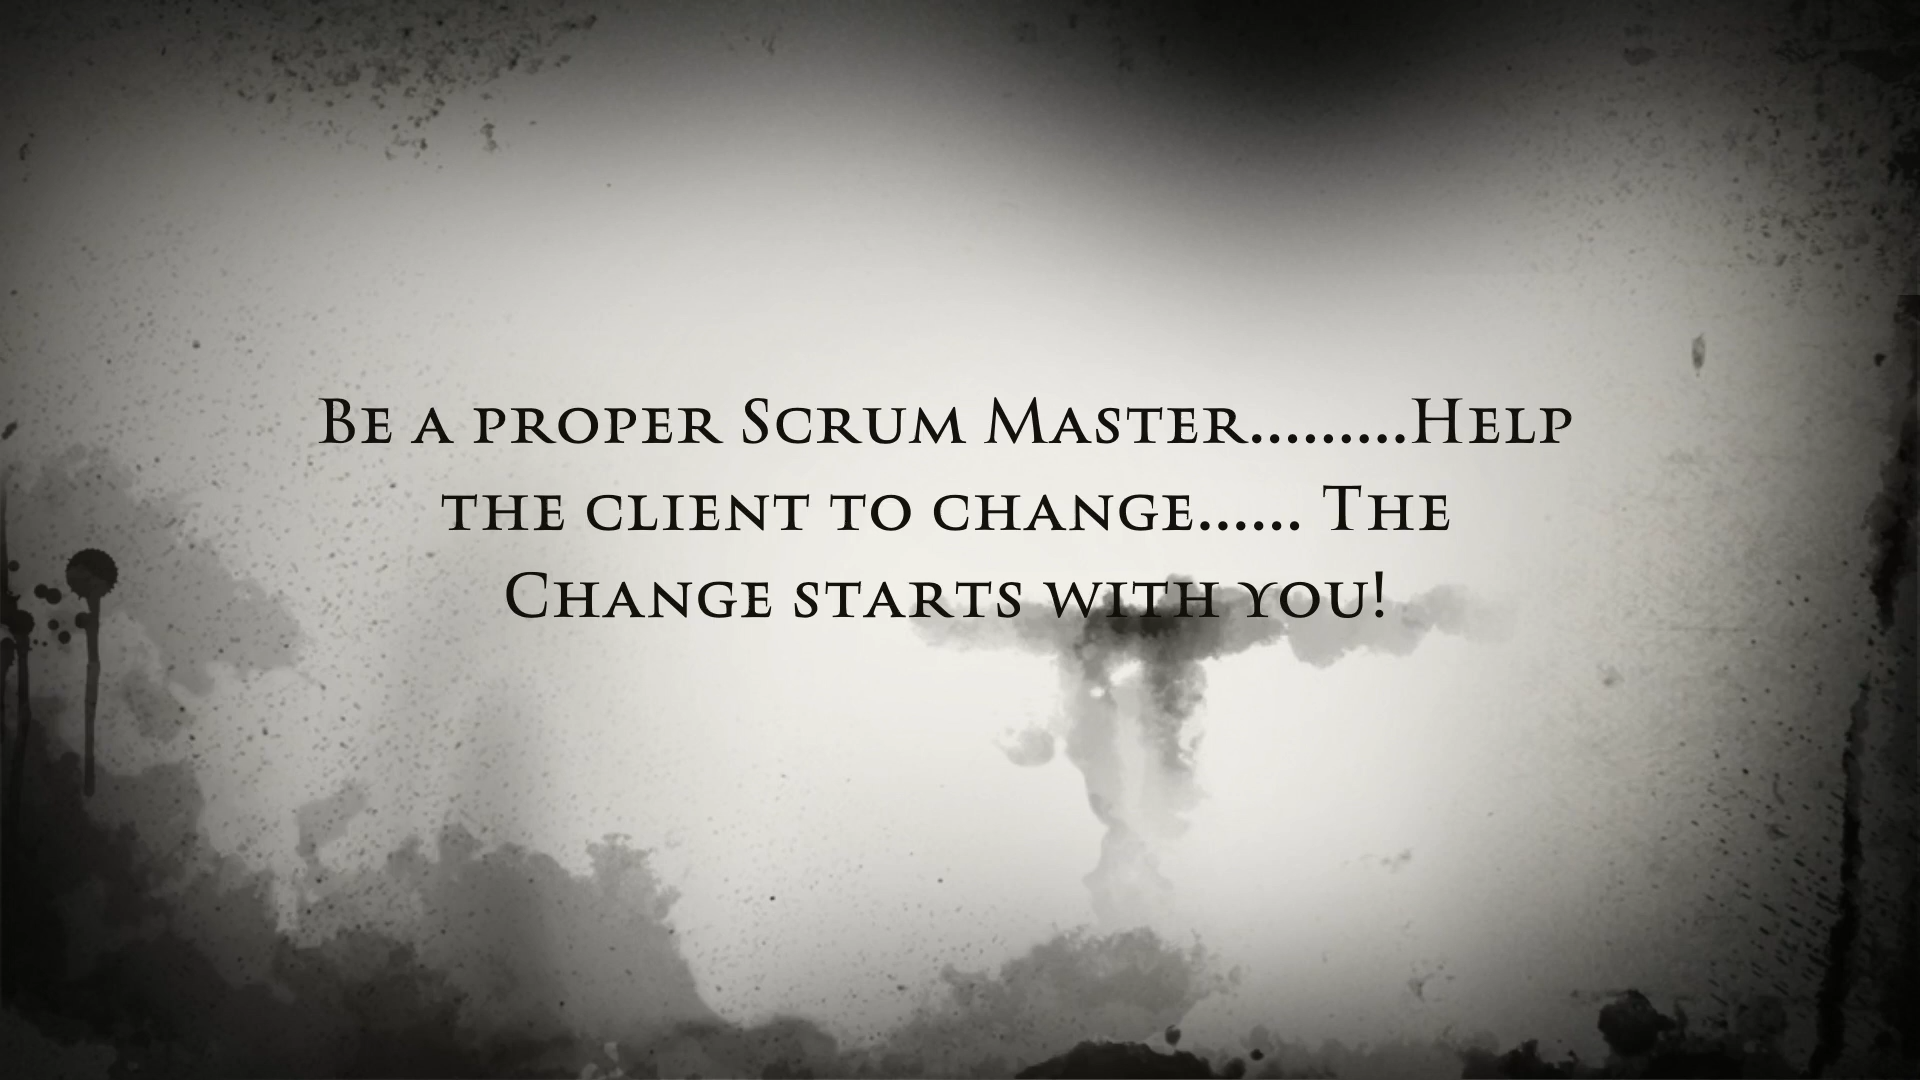 Be a proper Scrum Master.........Help
the client to change...... The
Change starts with you!